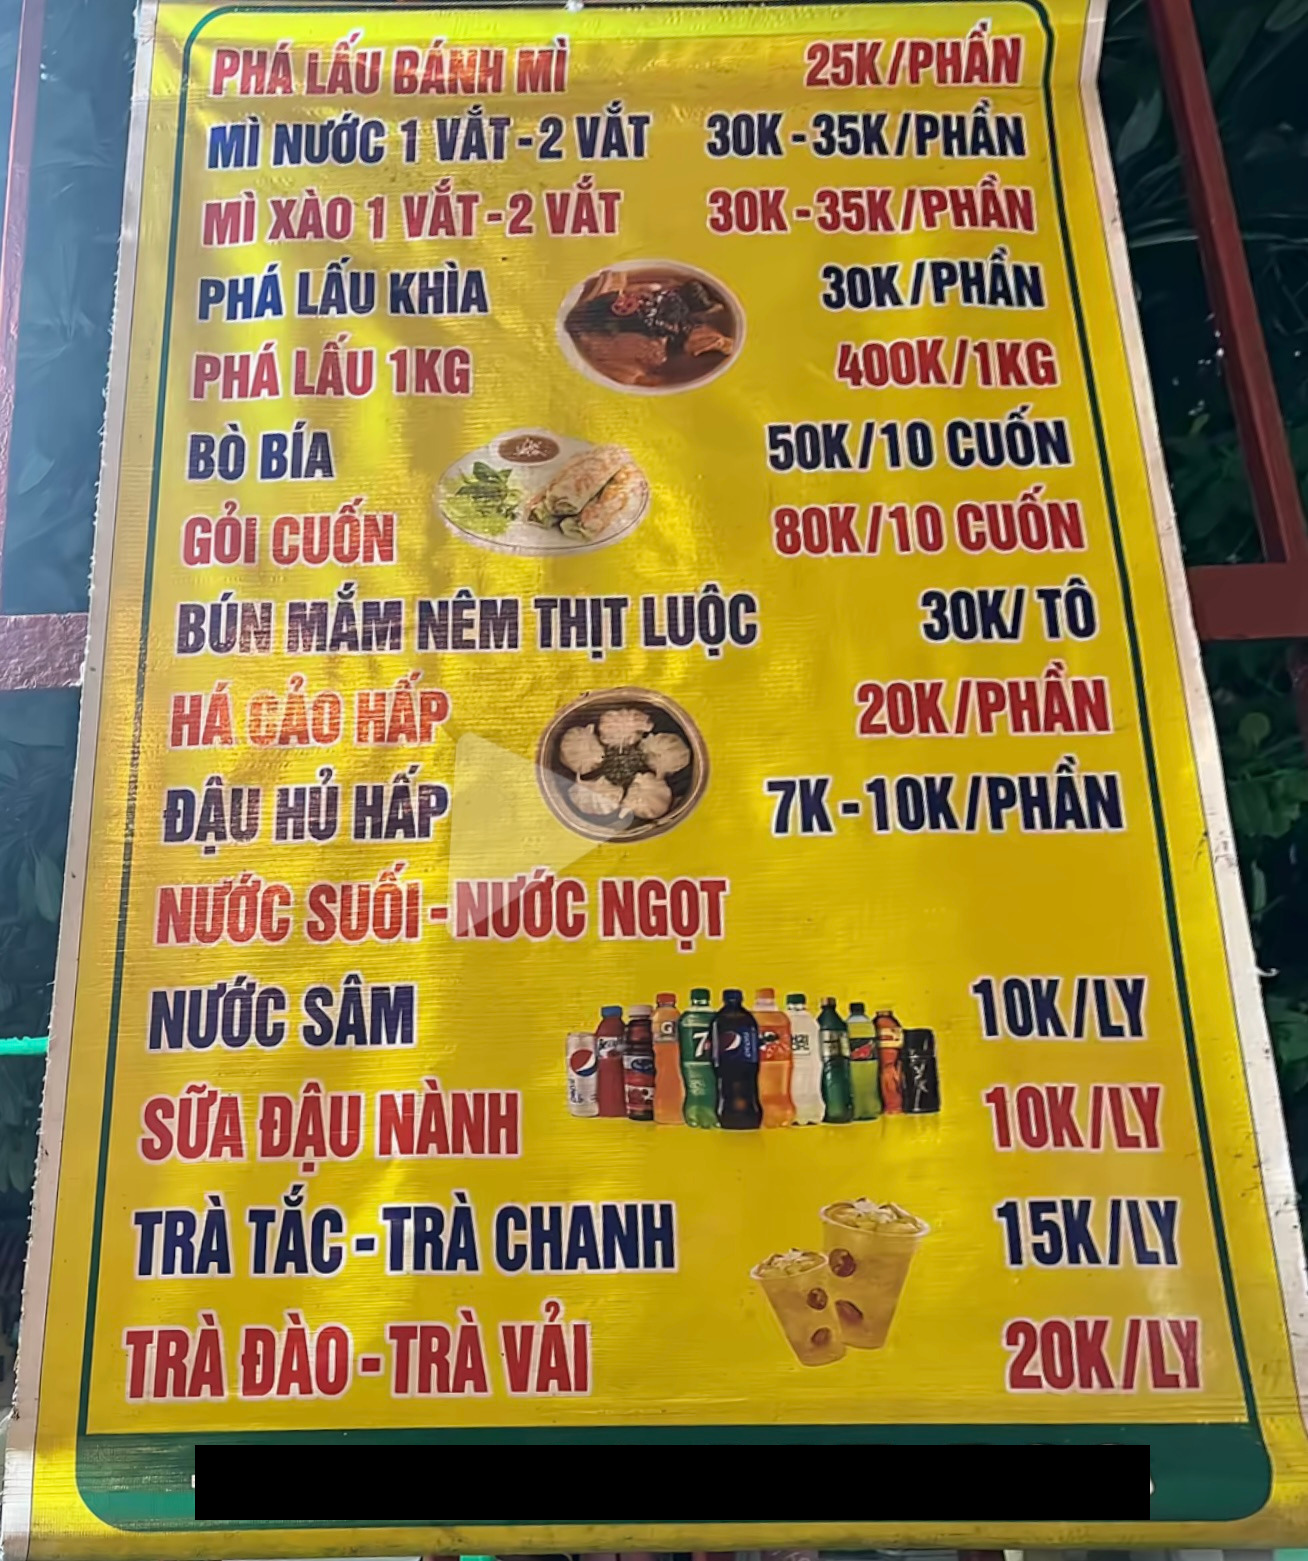 PHÁ LẤU BÁNH MÌ 25K/PHẦN
MÌ NƯỚC 1 VẮT-2 VẮT 30K-35K/PHẦN
MÌ XÀO 1 VẮT-2 VẮT 30K-35K/PHẦN
PHÁ LẤU KHÌA 30K/PHẦN
PHÁ LẤU 1KG 400K/1KG
BÒ BÍA 50K/10 CUỐN
GỎI CUỐN 80K/10 CUỐN
BÚN MẮM NÊM THỊT LUỘC 30K/ TÔ
HÁ CẢO HẤP 20K/PHẦN
ĐẬU HỦ HẤP 7K-10K/PHẦN
NƯỚC SUỐI-NƯỚC NGỌT
NƯỚC SÂM 10K/LY
SỮA ĐẬU NÀNH 10K/LY
TRÀ TẮC-TRÀ CHANH 15K/LY
TRÀ ĐÀO-TRÀ VẢI 20K/LY